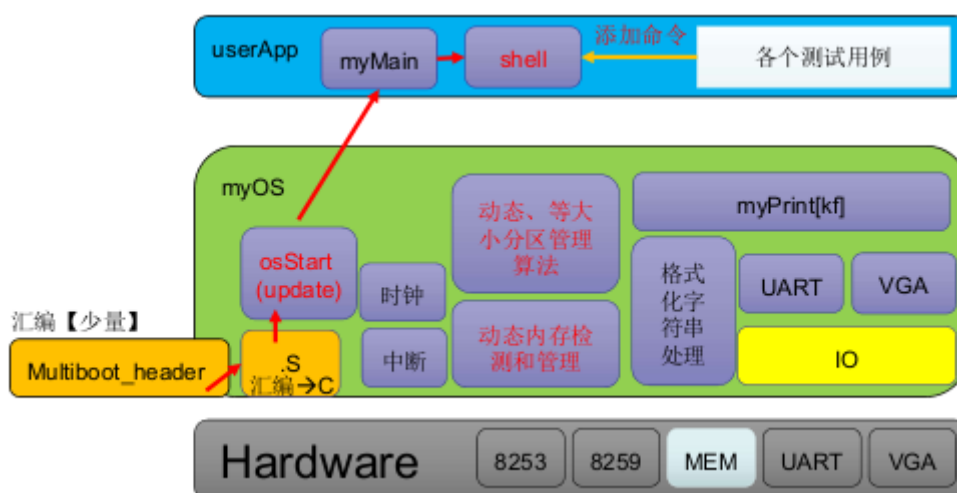 userApp
myMain
shell
添加命令
各个测试用例
myOS
动态、等大
小分区管理
算法
myPrint[kf]
osStart
(update)
时钟
格式
化字
符串
处理
UART
VGA
汇编【少量】
Multiboot_header
.S
汇编→C
中断
动态内存检
测和管理
IO
Hardware
8253
8259
MEM
UART
VGA